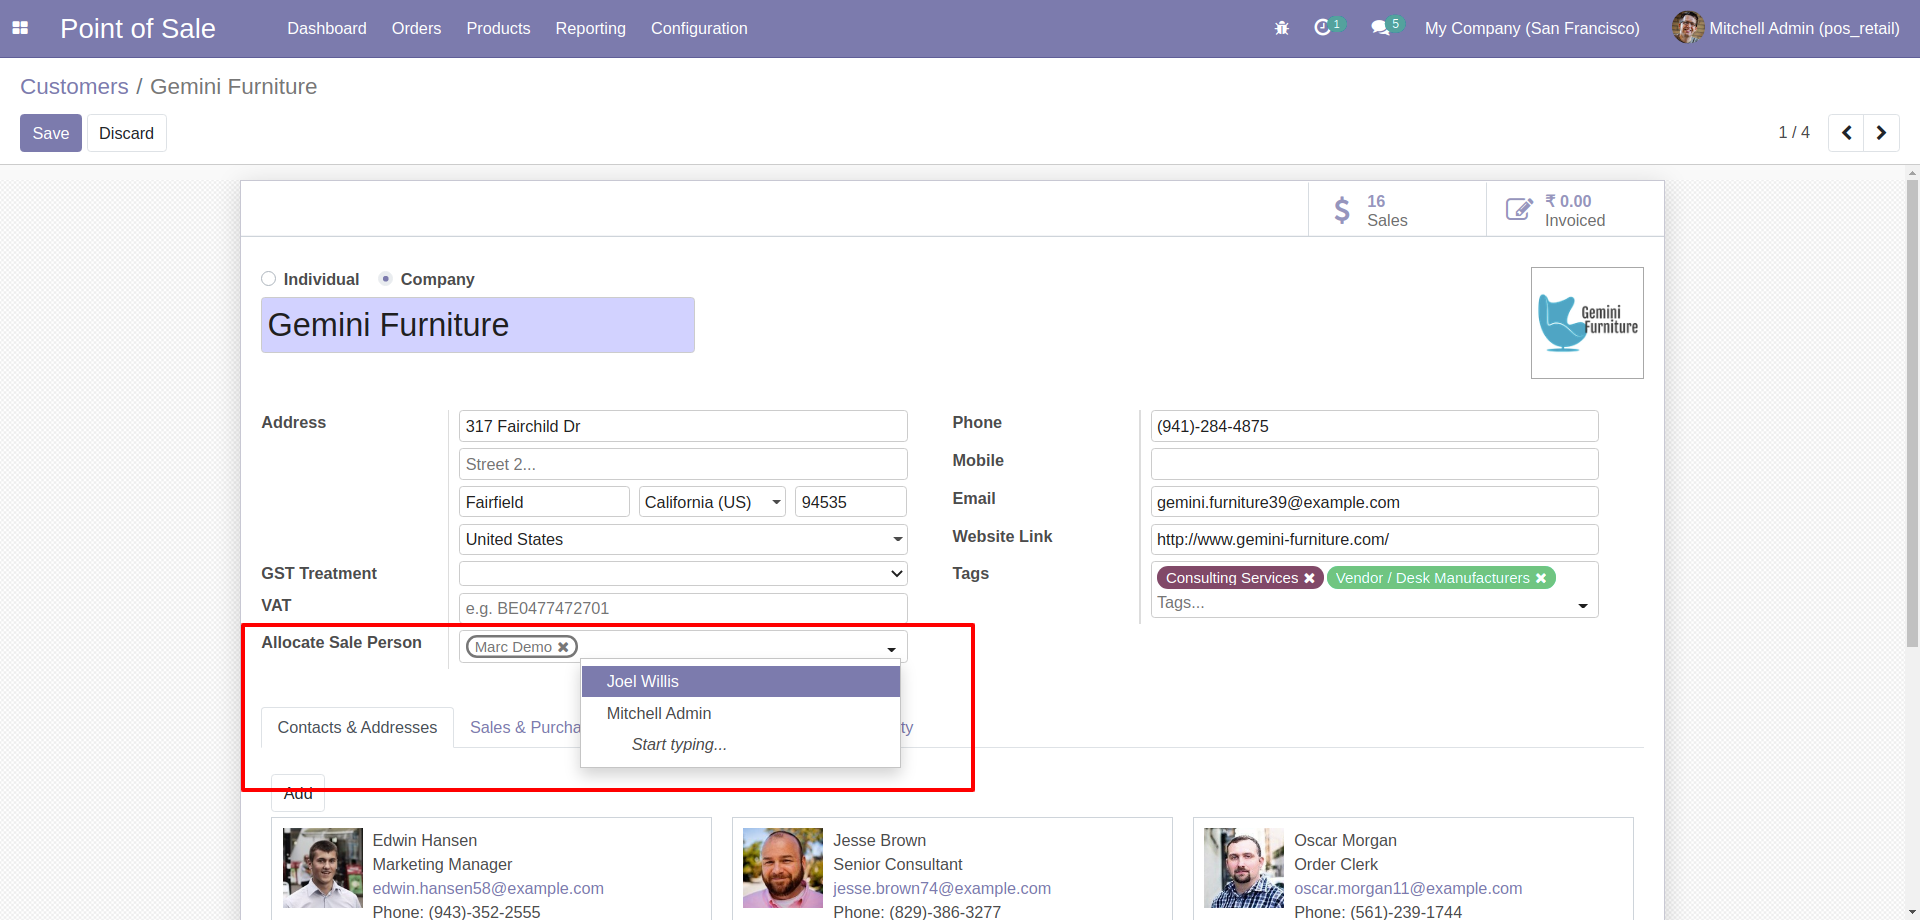 Point of Sale
Dashboard Orders Products Reporting Configuration
1
5
My Company (San Francisco)
Mitchell Admin (pos_retail)
Customers / Gemini Furniture
Save Discard
1 / 4
16
Sales
₹ 0.00
Invoiced
Individual Company
Gemini Furniture
Gemini
Furniture
Address
317 Fairchild Dr
Street 2...
Fairfield California (US) 94535
United States
GST Treatment
VAT
e.g. BE0477472701
Allocate Sale Person
Marc Demo
Joel Willis
Mitchell Admin
Start typing...
Phone
(941)-284-4875
Mobile
Email
gemini.furniture39@example.com
Website Link
http://www.gemini-furniture.com/
Tags
Consulting Services Vendor / Desk Manufacturers
Tags...
Contacts & Addresses Sales & Purcha ty
Add
Edwin Hansen
Marketing Manager
edwin.hansen58@example.com
Phone: (943)-352-2555
Jesse Brown
Senior Consultant
jesse.brown74@example.com
Phone: (829)-386-3277
Oscar Morgan
Order Clerk
oscar.morgan11@example.com
Phone: (561)-239-1744